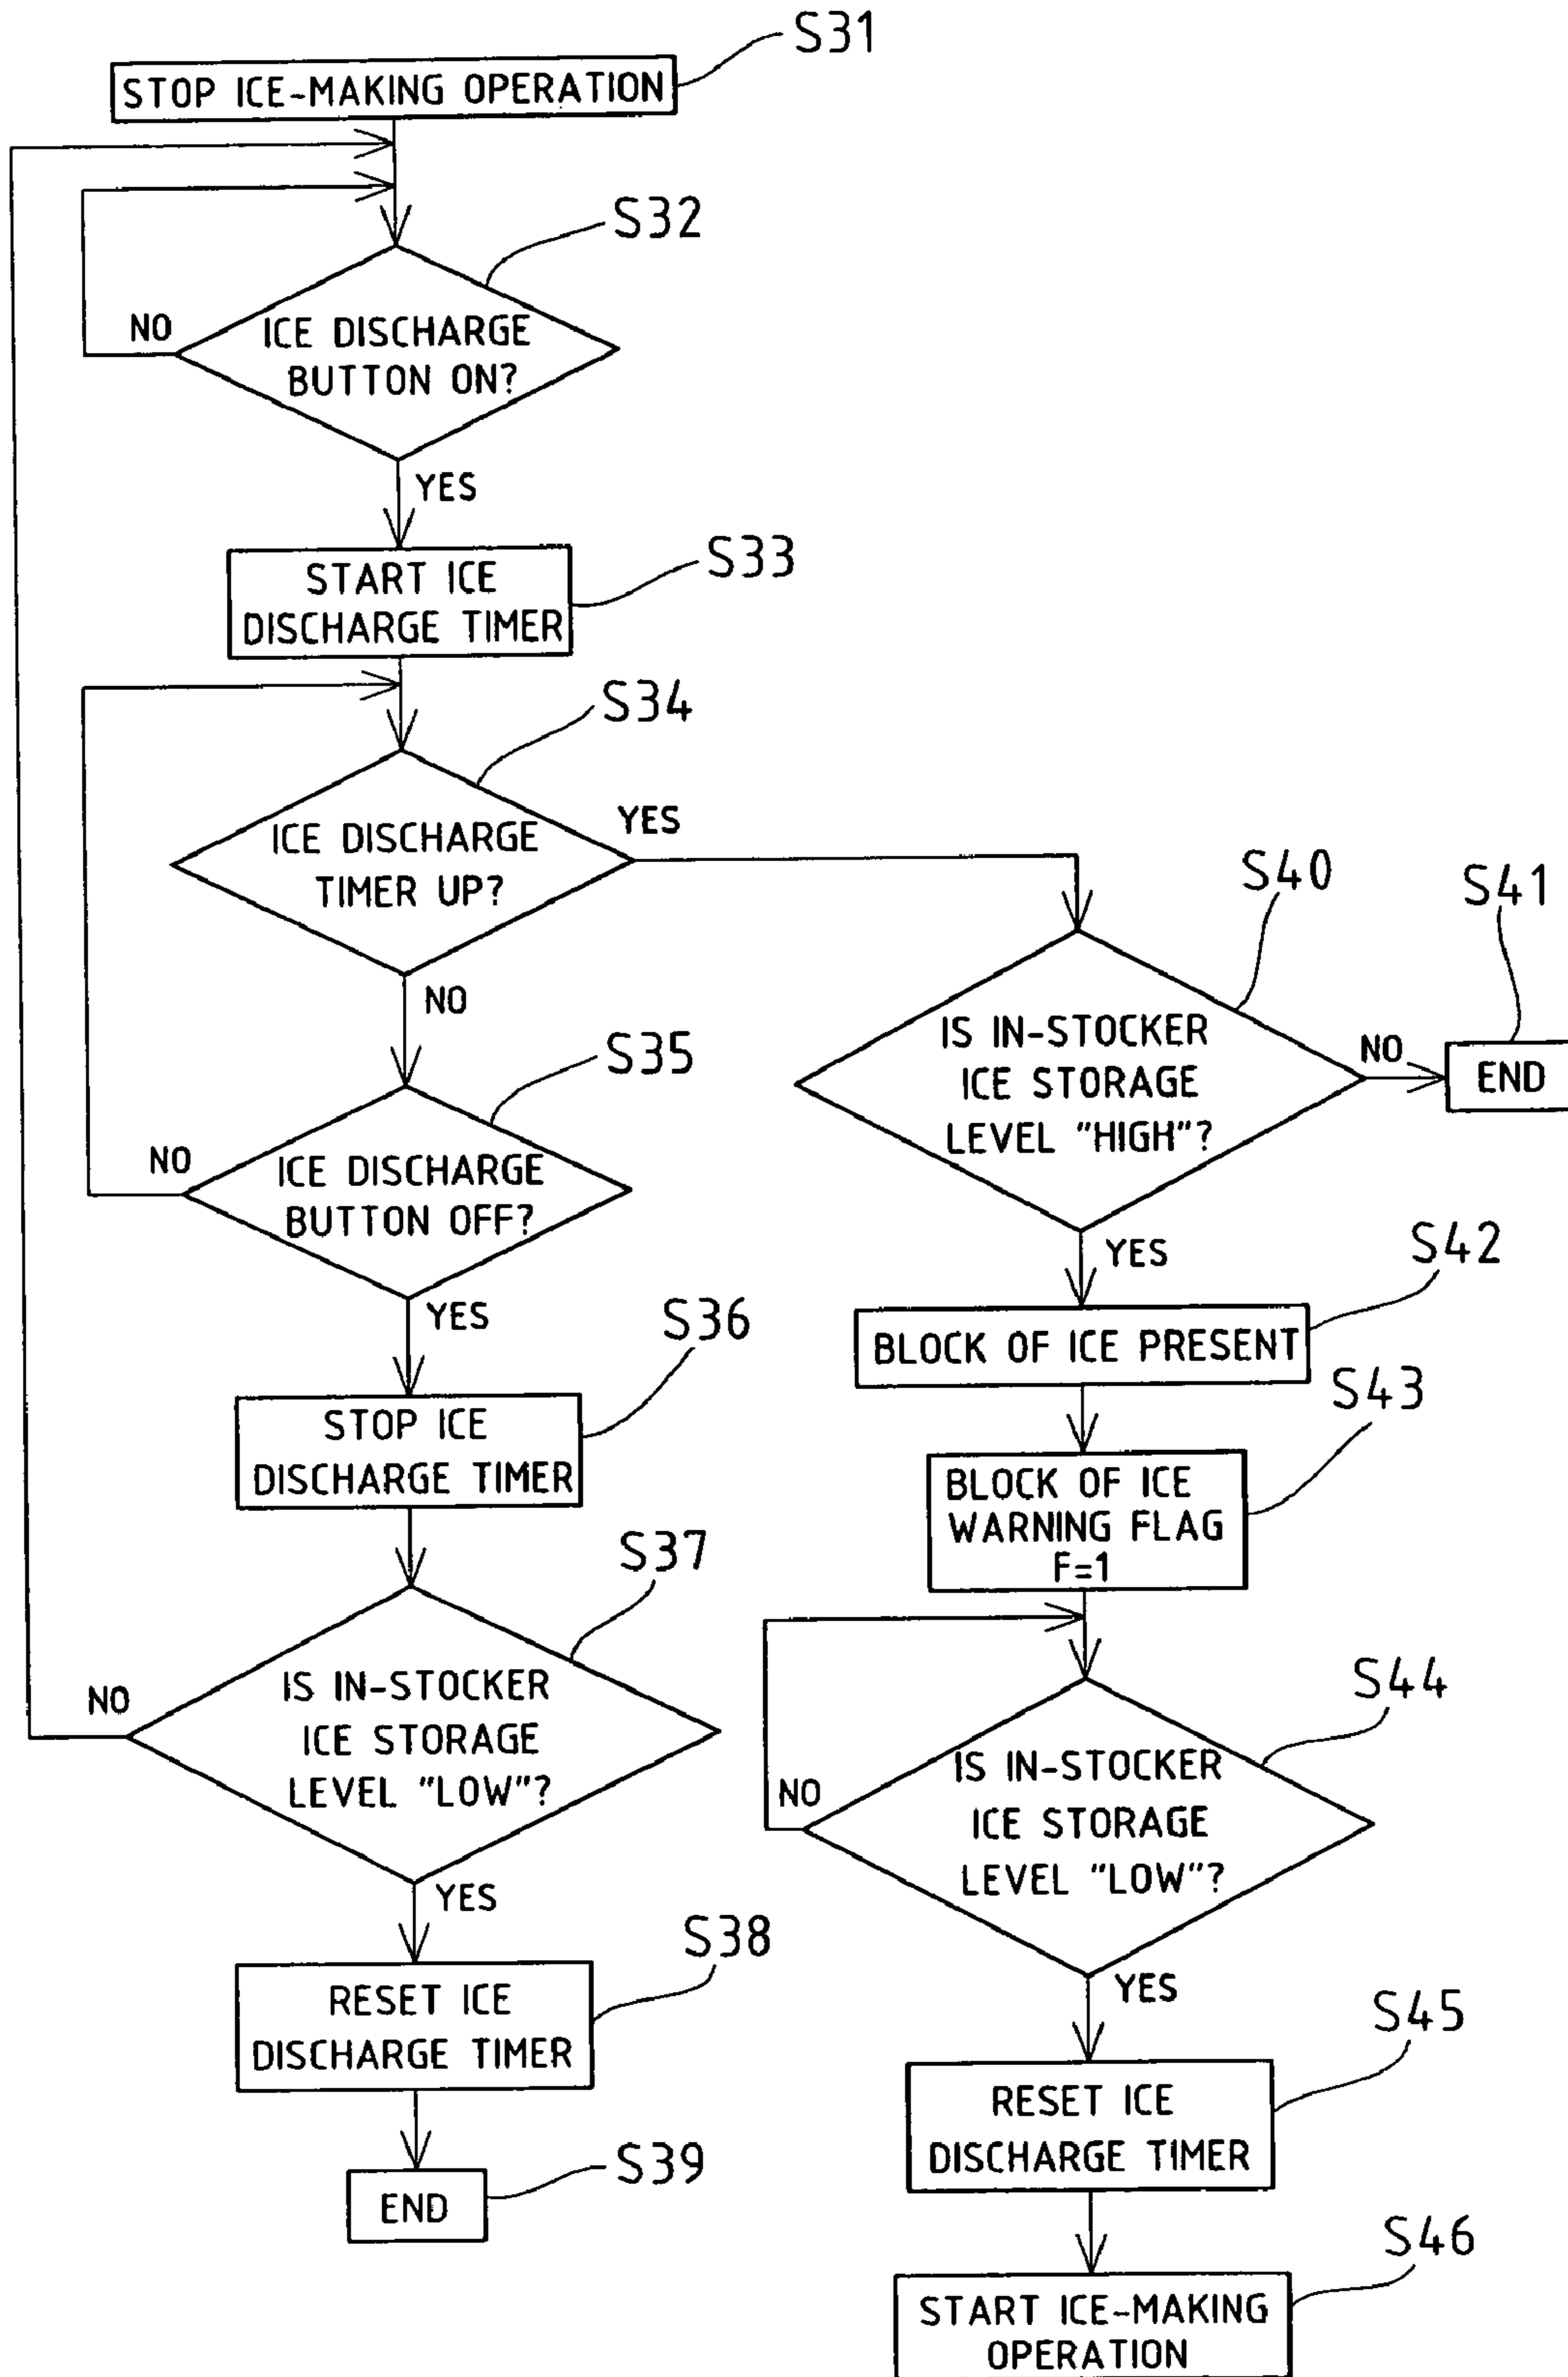 S31
STOP ICE-MAKING OPERATION
S32
NO
ICE DISCHARGE
BUTTON ON?
YES
S33
START ICE
DISCHARGE TIMER
S34
ICE DISCHARGE
TIMER UP?
YES
NO
S35
NO
ICE DISCHARGE
BUTTON OFF?
YES
S36
STOP ICE
DISCHARGE TIMER
S37
NO
IS IN-STOCKER
ICE STORAGE
LEVEL "LOW"?
YES
S38
RESET ICE
DISCHARGE TIMER
S39
END
S40
IS IN-STOCKER
ICE STORAGE
LEVEL "HIGH"?
NO
S41
END
YES
S42
BLOCK OF ICE PRESENT
S43
BLOCK OF ICE
WARNING FLAG
F=1
S44
NO
IS IN-STOCKER
ICE STORAGE
LEVEL "LOW"?
YES
S45
RESET ICE
DISCHARGE TIMER
S46
START ICE-MAKING
OPERATION